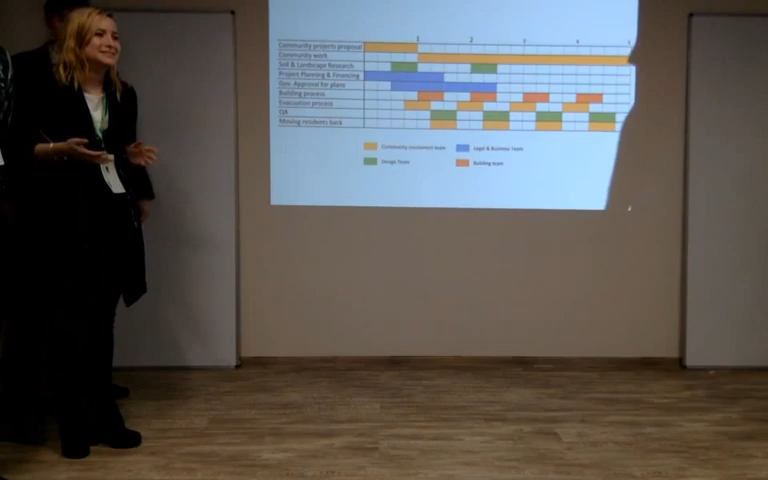 1 2 3 4 5
Community projects proposal
Community work
Soil & Landscape Research
Project Planning & Financing
Gov. Approval for plans
Building process
Evacuation process
QA
Moving residents back
Community involvement team
Legal & Business Team
Design Team
Building team